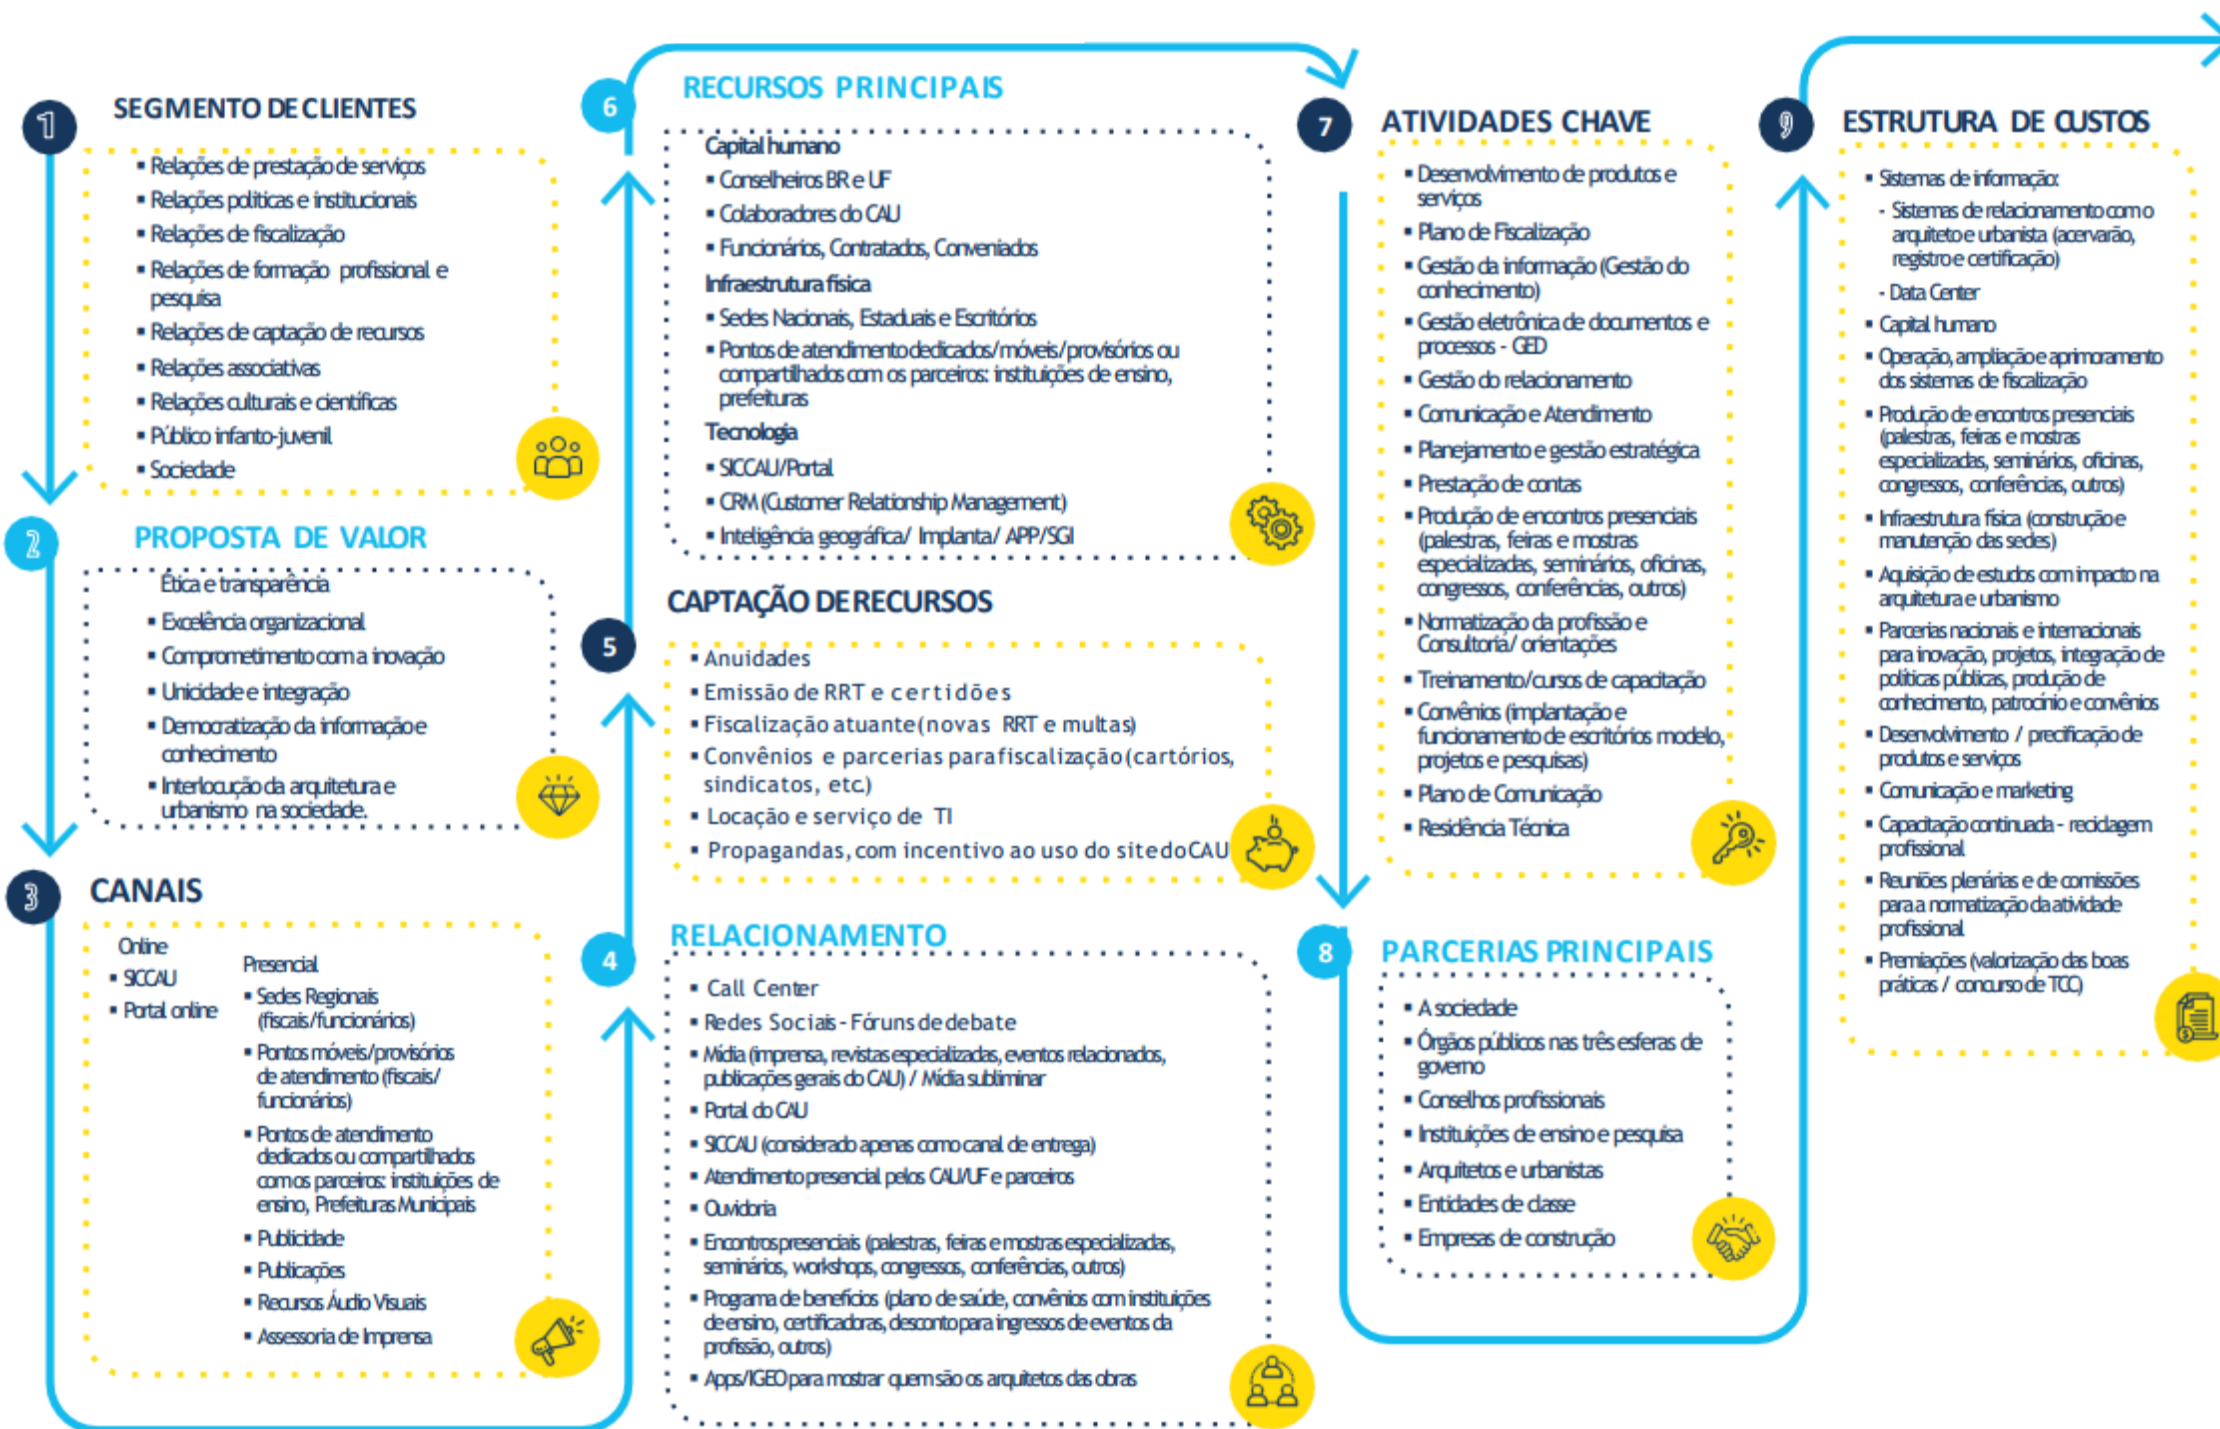 1
SEGMENTO DE CLIENTES
▪ Relações de prestação de serviços
▪ Relações políticas e institucionais
▪ Relações de fiscalização
▪ Relações de formação profissional e
pesquisa
▪ Relações de captação de recursos
▪ Relações associativas
▪ Relações culturais e científicas
▪ Público infanto-juvenil
▪ Sociedade
2
PROPOSTA DE VALOR
Ética e transparência
▪ Excelência organizacional
▪ Comprometimento com a inovação
▪ Unicidade e integração
▪ Democratização da informação e
conhecimento
▪ Interlocução da arquitetura e
urbanismo na sociedade.
3
CANAIS
Online
▪ SICCAU
▪ Portal online
Presencial
▪ Sedes Regionais
(fiscais/funcionários)
▪ Pontos móveis/provisórios
de atendimento (fiscais/
funcionários)
▪ Pontos de atendimento
dedicados ou compartilhados
com os parceiros: instituições de
ensino, Prefeituras Municipais
▪ Publicidade
▪ Publicações
▪ Recursos Áudio Visuais
▪ Assessoria de Imprensa
4
RELACIONAMENTO
▪ Call Center
▪ Redes Sociais - Fóruns de debate
▪ Mídia (imprensa, revistas especializadas, eventos relacionados,
publicações gerais do CAU) / Mídia subliminar
▪ Portal do CAU
▪ SICCAU (considerado apenas como canal de entrega)
▪ Atendimento presencial pelos CAU/UF e parceiros
▪ Ouvidoria
▪ Encontros presenciais (palestras, feiras e mostras especializadas,
seminários, workshops, congressos, conferências, outros)
▪ Programa de benefícios (plano de saúde, convênios com instituições
de ensino, certificadoras, desconto para ingressos de eventos da
profissão, outros)
▪ Apps/IGEO para mostrar quem são os arquitetos das obras
5
CAPTAÇÃO DE RECURSOS
▪ Anuidades
▪ Emissão de RRT e certidões
▪ Fiscalização atuante (novas RRT e multas)
▪ Convênios e parcerias para fiscalização (cartórios,
sindicatos, etc.)
▪ Locação e serviço de TI
▪ Propagandas, com incentivo ao uso do site do CAU
6
RECURSOS PRINCIPAIS
Capital humano
▪ Conselheiros BR e UF
▪ Colaboradores do CAU
▪ Funcionários, Contratados, Conveniados
Infraestrutura física
▪ Sedes Nacionais, Estaduais e Escritórios
▪ Pontos de atendimento dedicados/móveis/provisórios ou
compartilhados com os parceiros: instituições de ensino,
prefeituras
Tecnologia
▪ SICCAU/Portal
▪ CRM (Customer Relationship Management)
▪ Inteligência geográfica/ Implanta/ APP/SGI
7
ATIVIDADES CHAVE
▪ Desenvolvimento de produtos e
serviços
▪ Plano de Fiscalização
▪ Gestão da informação (Gestão do
conhecimento)
▪ Gestão eletrônica de documentos e
processos - GED
▪ Gestão do relacionamento
▪ Comunicação e Atendimento
▪ Planejamento e gestão estratégica
▪ Prestação de contas
▪ Produção de encontros presenciais
(palestras, feiras e mostras
especializadas, seminários, oficinas,
congressos, conferências, outros)
▪ Normatização da profissão e
Consultoria/ orientações
▪ Treinamento/cursos de capacitação
▪ Convênios (implantação e
funcionamento de escritórios modelo,
projetos e pesquisas)
▪ Plano de Comunicação
▪ Residência Técnica
8
PARCERIAS PRINCIPAIS
▪ A sociedade
▪ Órgãos públicos nas três esferas de
governo
▪ Conselhos profissionais
▪ Instituições de ensino e pesquisa
▪ Arquitetos e urbanistas
▪ Entidades de classe
▪ Empresas de construção
9
ESTRUTURA DE CUSTOS
▪ Sistemas de informação:
- Sistemas de relacionamento com o
arquiteto e urbanista (acervarão,
registro e certificação)
- Data Center
▪ Capital humano
▪ Operação, ampliação e aprimoramento
dos sistemas de fiscalização
▪ Produção de encontros presenciais
(palestras, feiras e mostras
especializadas, seminários, oficinas,
congressos, conferências, outros)
▪ Infraestrutura física (construção e
manutenção das sedes)
▪ Aquisição de estudos com impacto na
arquitetura e urbanismo
▪ Parcerias nacionais e internacionais
para inovação, projetos, integração de
políticas públicas, produção de
conhecimento, patrocínio e convênios
▪ Desenvolvimento / precificação de
produtos e serviços
▪ Comunicação e marketing
▪ Capacitação continuada - reciclagem
profissional
▪ Reuniões plenárias e de comissões
para a normatização da atividade
profissional
▪ Premiações (valorização das boas
práticas / concurso de TCC)